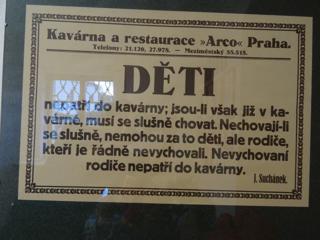 Kavárna a restaurace »Arco« Praha.
Telefony: 21.120, 27.978. — Meziměstský 55.515.
DĚTI
nepatří do kavárny; jsou-li však již v ka-
várně, musí se slušně chovat. Nechovají-li
se slušně, nemohou za to děti, ale rodiče,
kteří je řádně nevychovali. Nevychovaní
rodiče nepatří do kavárny.
J. Suchánek.